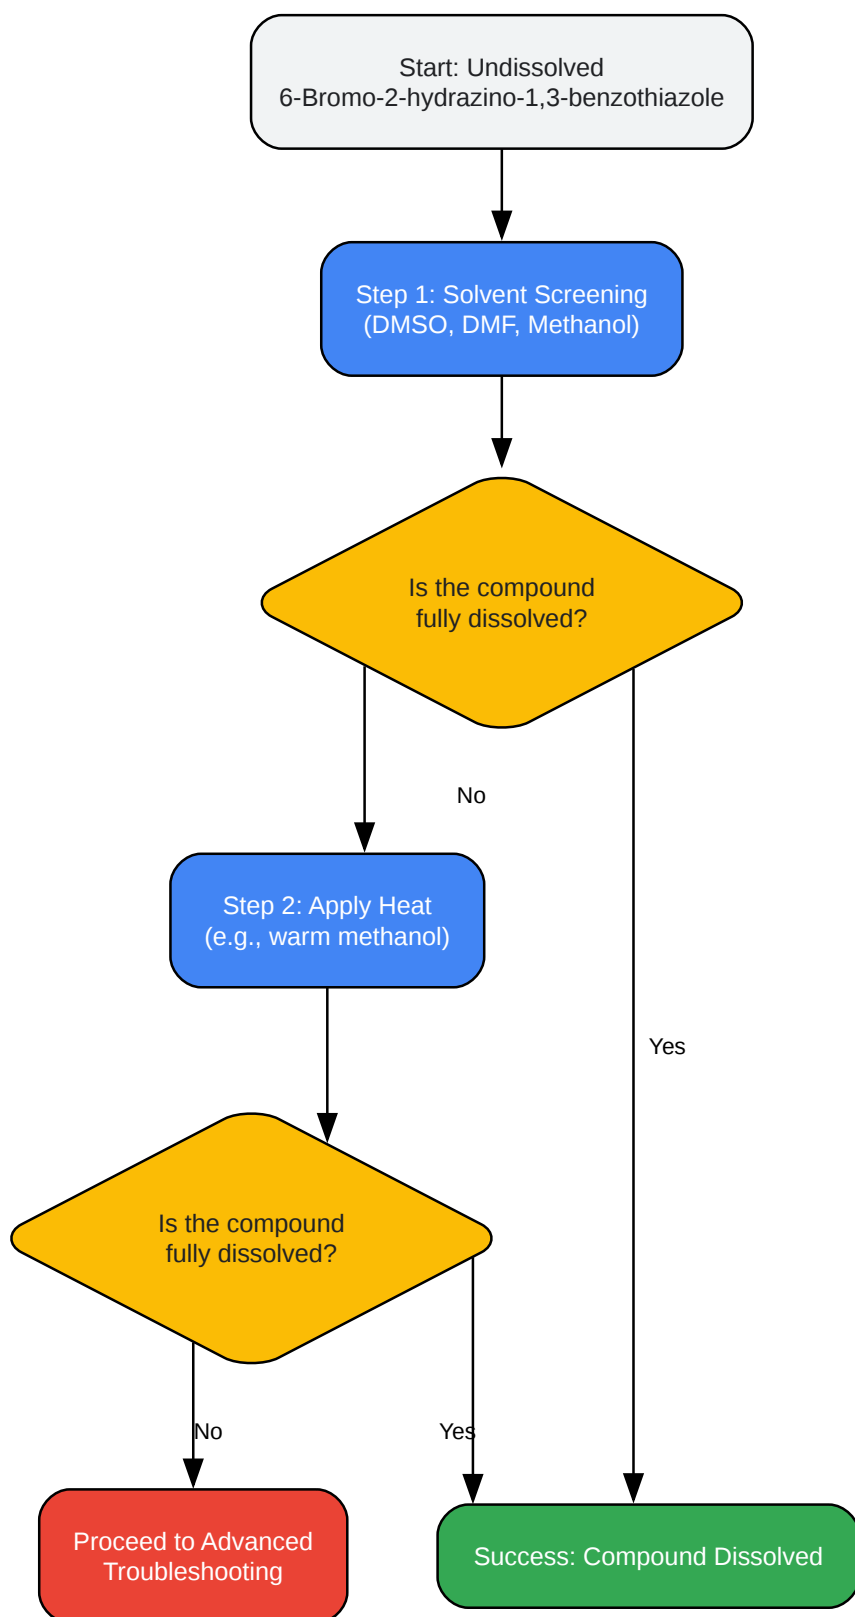 Start: Undissolved
6-Bromo-2-hydrazino-1,3-benzothiazole
Step 1: Solvent Screening
(DMSO, DMF, Methanol)
Is the compound
fully dissolved?
No
Step 2: Apply Heat
(e.g., warm methanol)
Yes
Is the compound
fully dissolved?
No
Yes
Proceed to Advanced
Troubleshooting
Success: Compound Dissolved